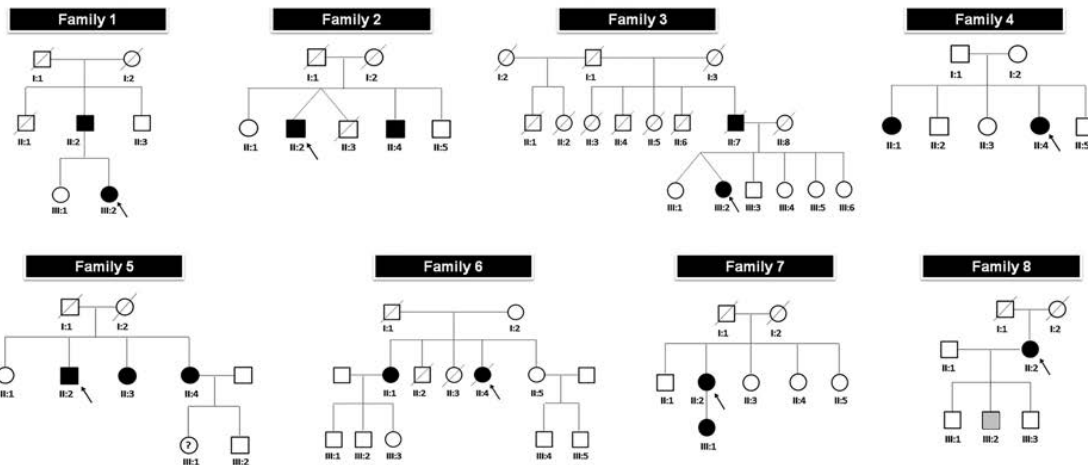 Family 1
Family 2
Family 3
Family 4
I:1 I:2
II:1 II:2 II:3
III:1 III:2
I:1 I:2
II:1 II:2 II:3 II:4 II:5
I:2 I:1 I:3
II:1 II:2 II:3 II:4 II:5 II:6 II:7 II:8
III:1 III:2 III:3 III:4 III:5 III:6
I:1 I:2
II:1 II:2 II:3 II:4 II:5
Family 5
Family 6
Family 7
Family 8
I:1 I:2
II:1 II:2 II:3 II:4
?
III:1 III:2
I:1 I:2
II:1 II:2 II:3 II:4 II:5
III:1 III:2 III:3 III:4 III:5
I:1 I:2
II:1 II:2 II:3 II:4 II:5
III:1
I:1 I:2
II:1 II:2
III:1 III:2 III:3